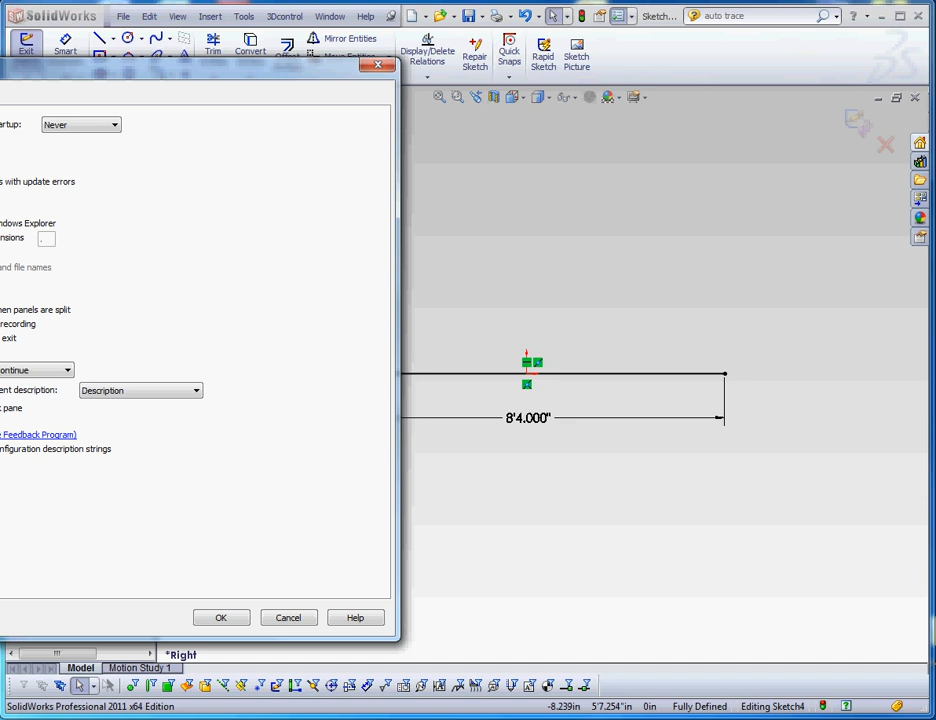 SolidWorks File Edit View Insert Tools 3Dcontrol Window Help Sketch... auto trace
Exit Smart Trim Convert Mirror Entities Display/Delete Relations Repair Sketch Quick Snaps Rapid Sketch Sketch Picture
artup: Never
s with update errors
ndows Explorer
ensions .
and file names
hen panels are split
recording
exit
ontinue
ent description: Description
t pane
e Feedback Program)
nfiguration description strings
8'4.000"
OK Cancel Help
*Right
Model Motion Study 1
SolidWorks Professional 2011 x64 Edition -8.239in 5'7.254" 0in Fully Defined Editing Sketch4